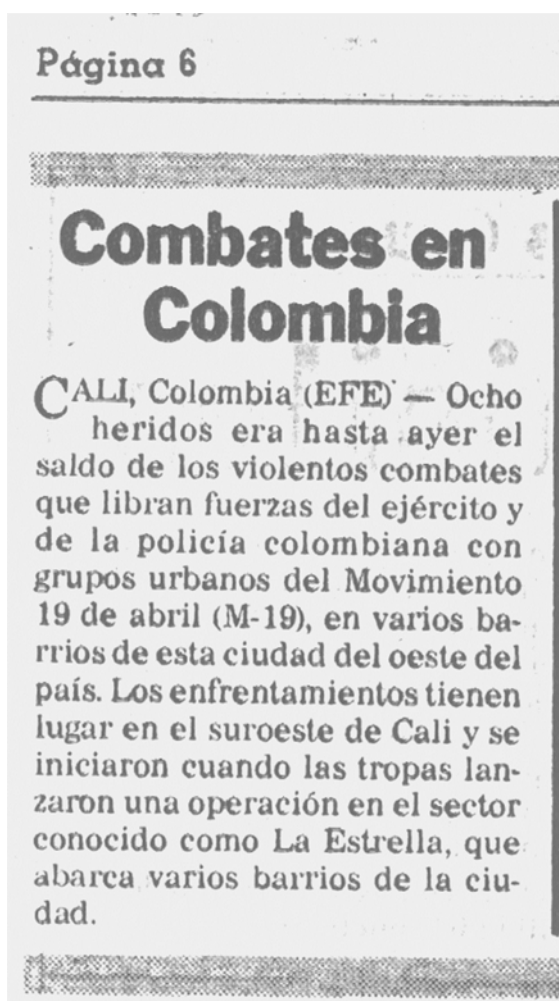 Página 6
Combates en
Colombia
CALI, Colombia (EFE) — Ocho
heridos era hasta ayer el
saldo de los violentos combates
que libran fuerzas del ejército y
de la policía colombiana con
grupos urbanos del Movimiento
19 de abril (M-19), en varios ba-
rrios de esta ciudad del oeste del
país. Los enfrentamientos tienen
lugar en el suroeste de Cali y se
iniciaron cuando las tropas lan-
zaron una operación en el sector
conocido como La Estrella, que
abarca varios barrios de la ciu-
dad.